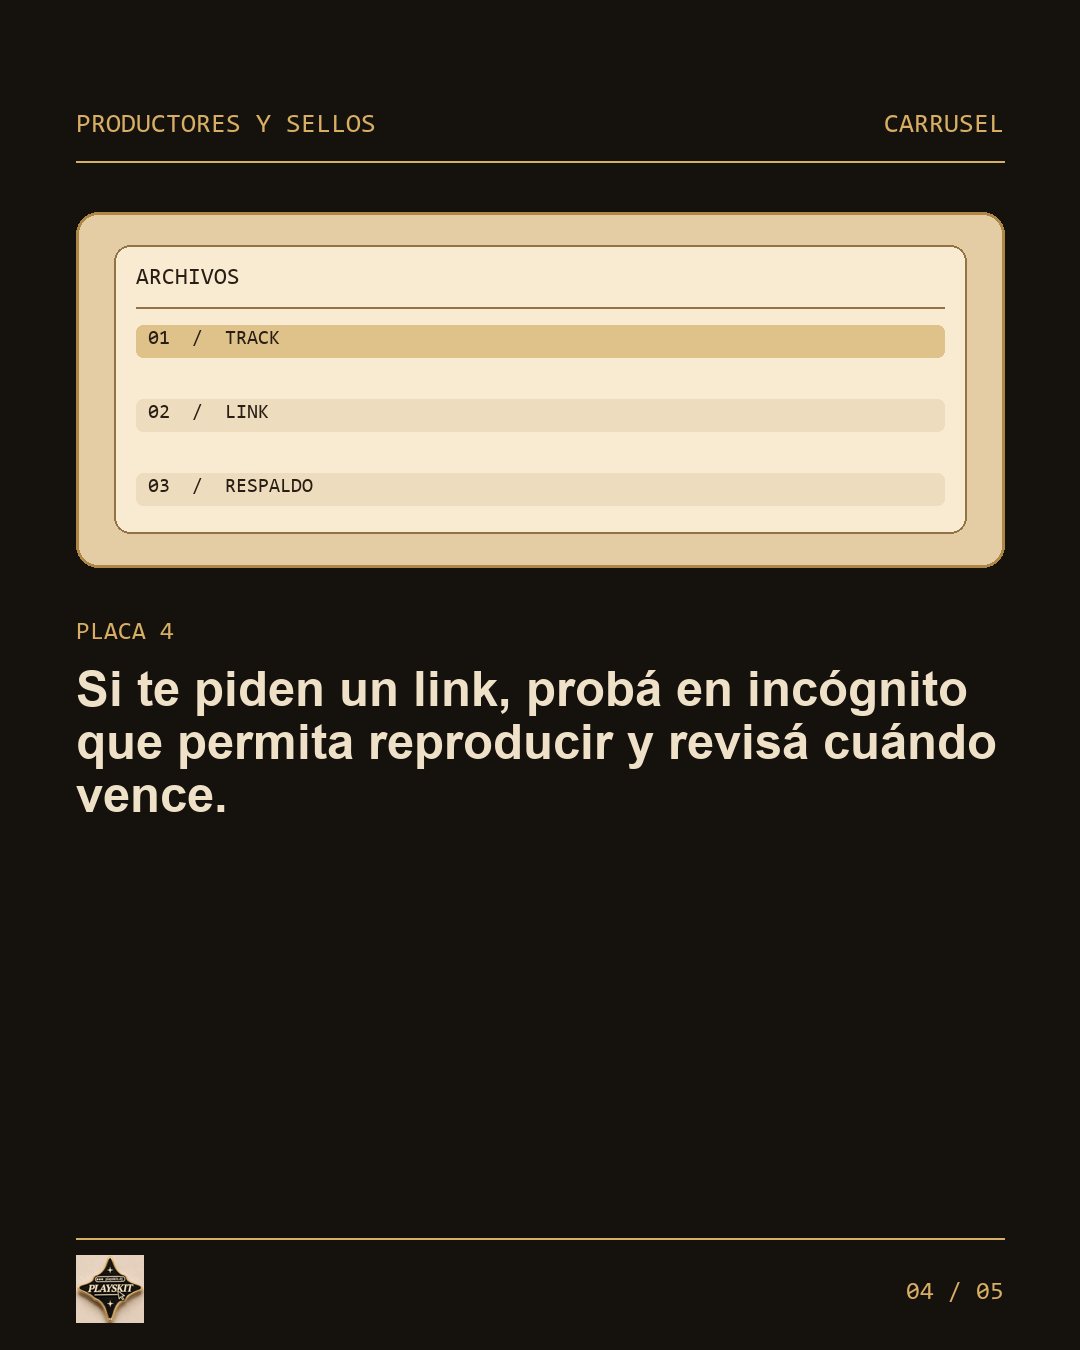 PRODUCTORES Y SELLOS
CARRUSEL
ARCHIVOS
01 / TRACK
02 / LINK
03 / RESPALDO
PLACA 4
Si te piden un link, probá en incógnito
que permita reproducir y revisá cuándo
vence.
PLAYSKIT
04 / 05